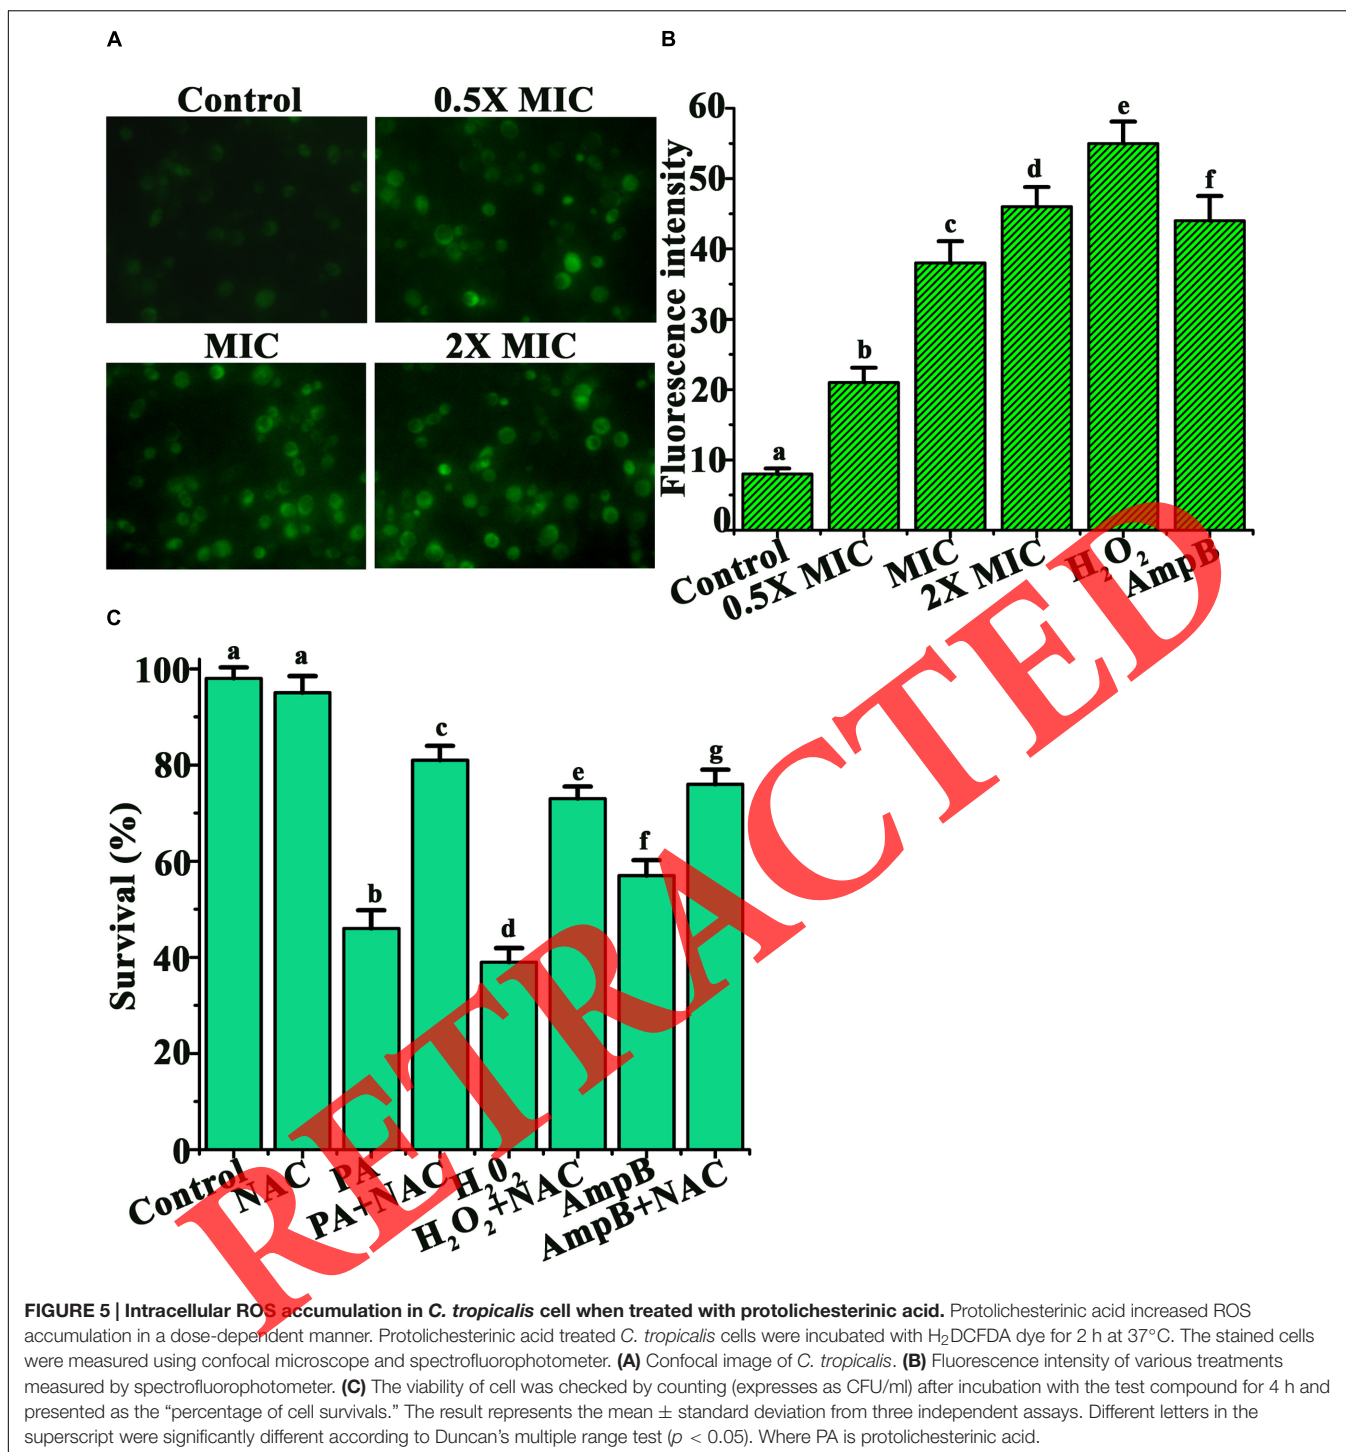 A
Control
0.5X MIC
MIC
2X MIC
B
Fluorescence intensity
60
50
40
30
20
10
0
a
b
c
d
e
f
Control
0.5X MIC
MIC
2X MIC
H₂O₂
AmpB
C
Survival (%)
100
80
60
40
20
0
a
a
b
c
d
e
f
g
Control
NAC
PA
PA+NAC
H₂0₂
H₂O₂+NAC
AmpB
AmpB+NAC
RETRACTED
FIGURE 5 | Intracellular ROS accumulation in C. tropicalis cell when treated with protolichesterinic acid. Protolichesterinic acid increased ROS
accumulation in a dose-dependent manner. Protolichesterinic acid treated C. tropicalis cells were incubated with H₂DCFDA dye for 2 h at 37°C. The stained cells
were measured using confocal microscope and spectrofluorophotometer. (A) Confocal image of C. tropicalis. (B) Fluorescence intensity of various treatments
measured by spectrofluorophotometer. (C) The viability of cell was checked by counting (expresses as CFU/ml) after incubation with the test compound for 4 h and
presented as the “percentage of cell survivals.” The result represents the mean ± standard deviation from three independent assays. Different letters in the
superscript were significantly different according to Duncan’s multiple range test (p < 0.05). Where PA is protolichesterinic acid.